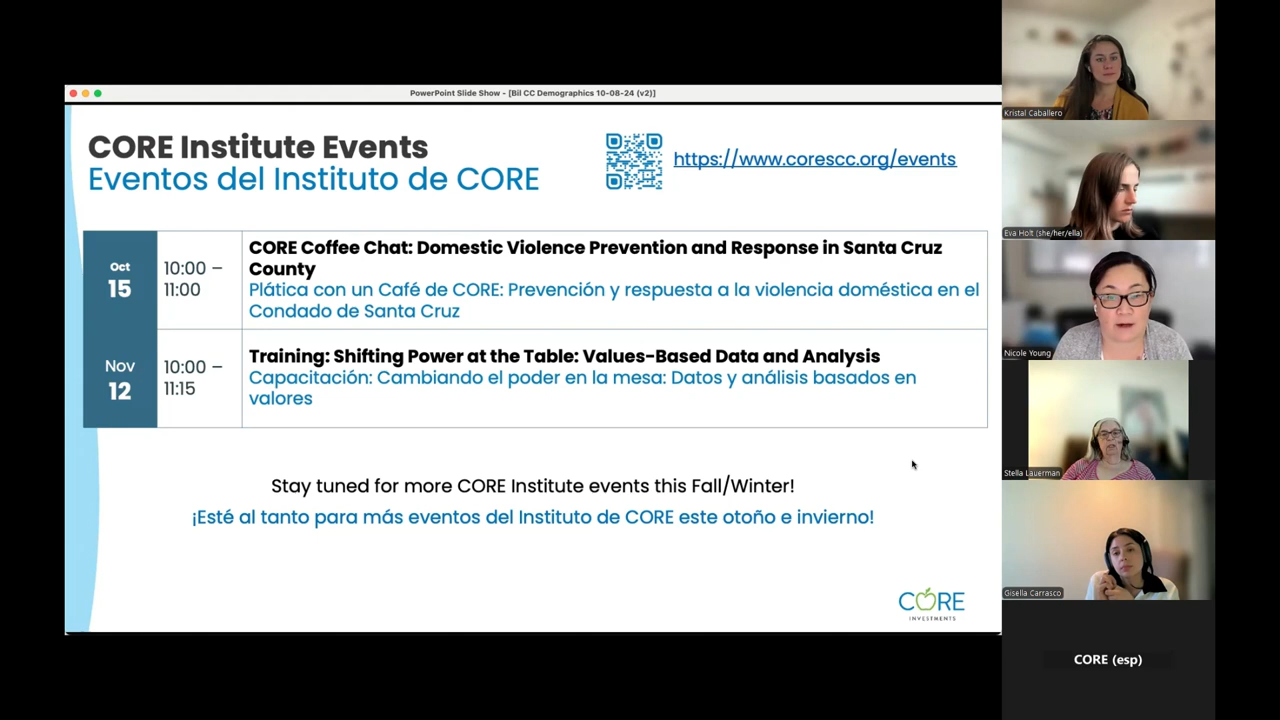 PowerPoint Slide Show - [Bil CC Demographics 10-08-24 (v2)]
CORE Institute Events
Eventos del Instituto de CORE
https://www.corescc.org/events
Oct
15
10:00 –
11:00
CORE Coffee Chat: Domestic Violence Prevention and Response in Santa Cruz
County
Plática con un Café de CORE: Prevención y respuesta a la violencia doméstica en el
Condado de Santa Cruz
Nov
12
10:00 –
11:15
Training: Shifting Power at the Table: Values-Based Data and Analysis
Capacitación: Cambiando el poder en la mesa: Datos y análisis basados en
valores
Stay tuned for more CORE Institute events this Fall/Winter!
¡Esté al tanto para más eventos del Instituto de CORE este otoño e invierno!
CORE
INVESTMENTS
Kristal Caballero
Eva Holt (she/her/ella)
Nicole Young
Stella Lauerman
Gisella Carrasco
CORE (esp)